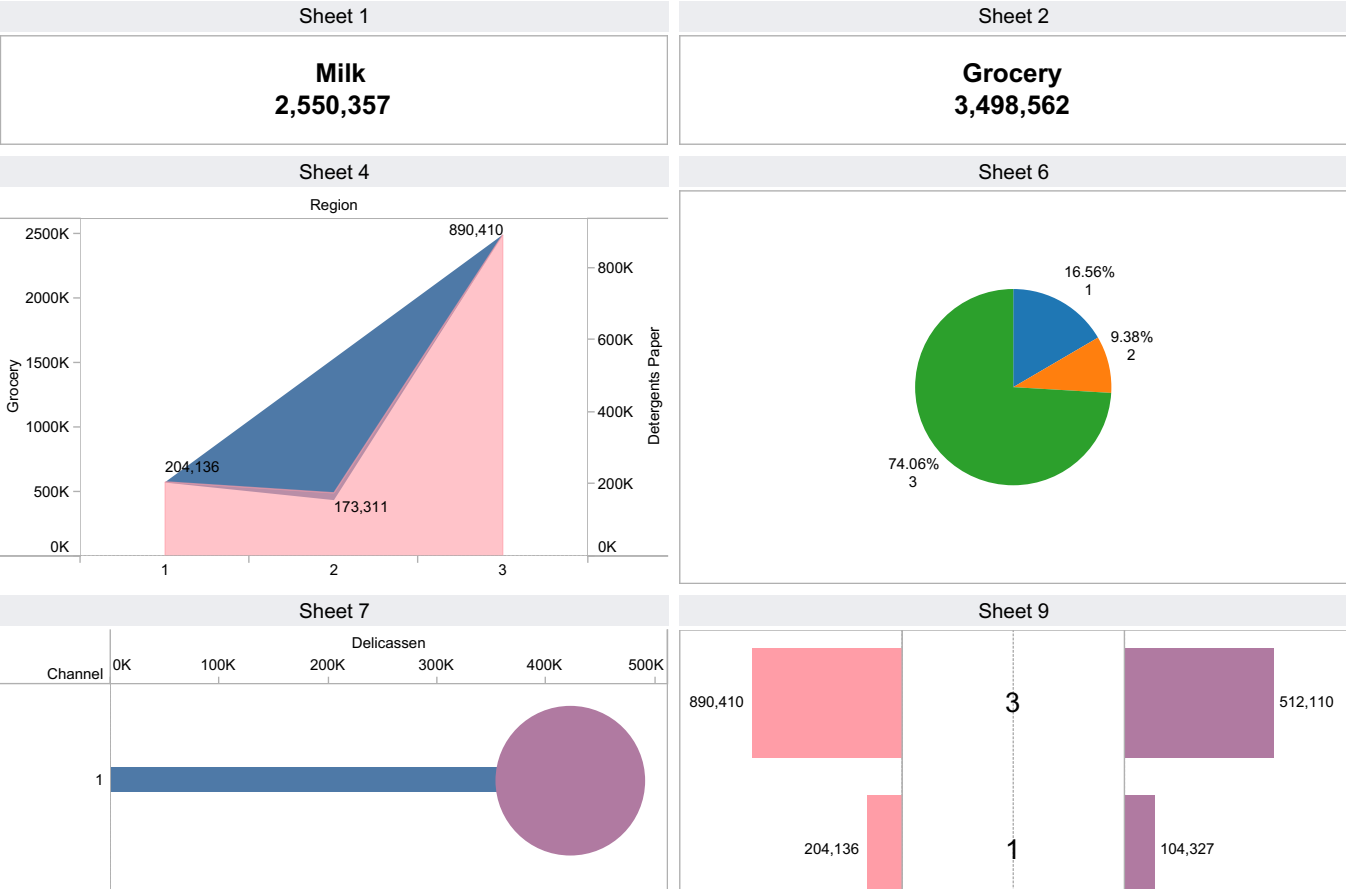 Sheet 1
Milk
2,550,357
Sheet 2
Grocery
3,498,562
Sheet 4
Region
2500K
2000K
1500K
1000K
500K
0K
Grocery
890,410
204,136
173,311
800K
600K
400K
200K
0K
Detergents Paper
1
2
3
Sheet 6
16.56%
1
9.38%
2
74.06%
3
Sheet 7
Delicassen
Channel
0K
100K
200K
300K
400K
500K
1
Sheet 9
890,410
3
512,110
204,136
1
104,327